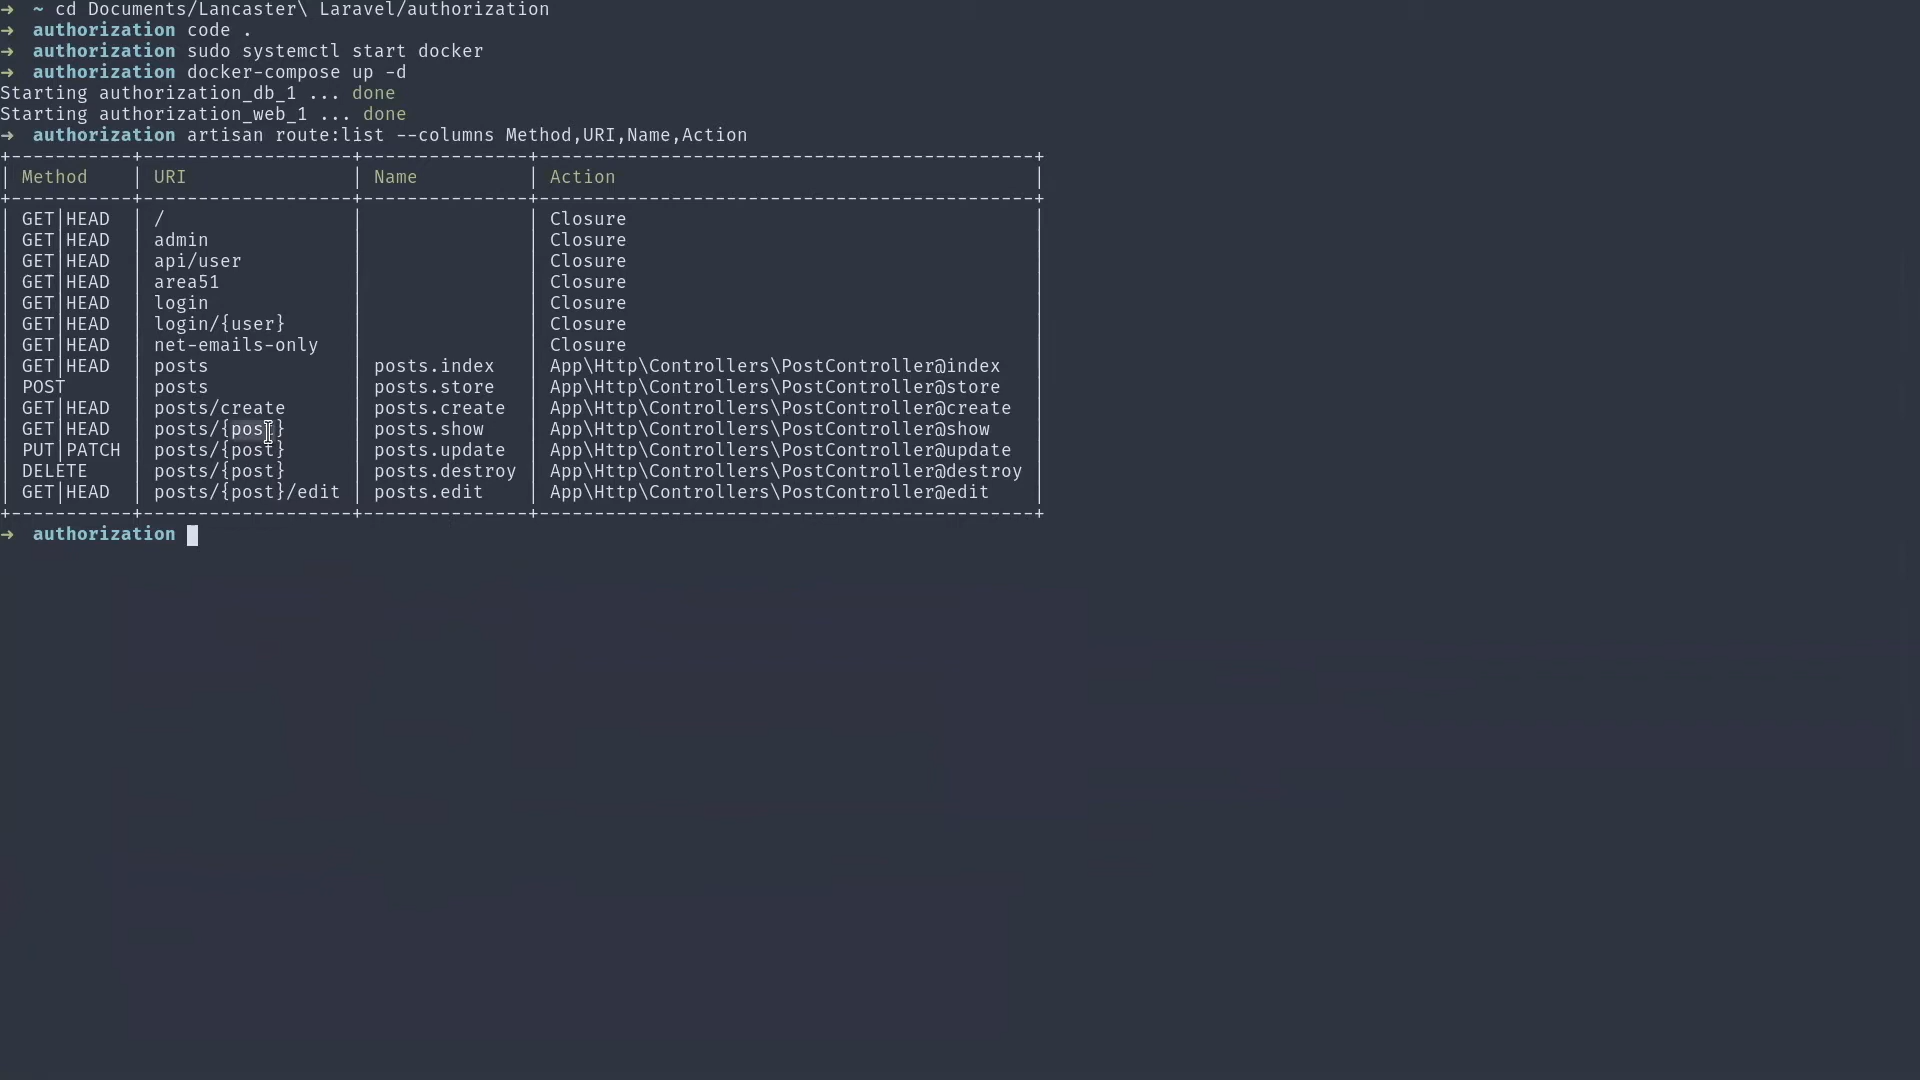 →  ~ cd Documents/Lancaster\ Laravel/authorization
→  authorization code .
→  authorization sudo systemctl start docker
→  authorization docker-compose up -d
Starting authorization_db_1 ... done
Starting authorization_web_1 ... done
→  authorization artisan route:list --columns Method,URI,Name,Action
+-----------+-------------------+---------------+---------------------------------------------+
| Method    | URI               | Name          | Action                                      |
+-----------+-------------------+---------------+---------------------------------------------+
| GET|HEAD  | /                 |               | Closure                                     |
| GET|HEAD  | admin             |               | Closure                                     |
| GET|HEAD  | api/user          |               | Closure                                     |
| GET|HEAD  | area51            |               | Closure                                     |
| GET|HEAD  | login             |               | Closure                                     |
| GET|HEAD  | login/{user}      |               | Closure                                     |
| GET|HEAD  | net-emails-only   |               | Closure                                     |
| GET|HEAD  | posts             | posts.index   | App\Http\Controllers\PostController@index   |
| POST      | posts             | posts.store   | App\Http\Controllers\PostController@store   |
| GET|HEAD  | posts/create      | posts.create  | App\Http\Controllers\PostController@create  |
| GET|HEAD  | posts/{post}      | posts.show    | App\Http\Controllers\PostController@show    |
| PUT|PATCH | posts/{post}      | posts.update  | App\Http\Controllers\PostController@update  |
| DELETE    | posts/{post}      | posts.destroy | App\Http\Controllers\PostController@destroy |
| GET|HEAD  | posts/{post}/edit | posts.edit    | App\Http\Controllers\PostController@edit    |
+-----------+-------------------+---------------+---------------------------------------------+
→  authorization